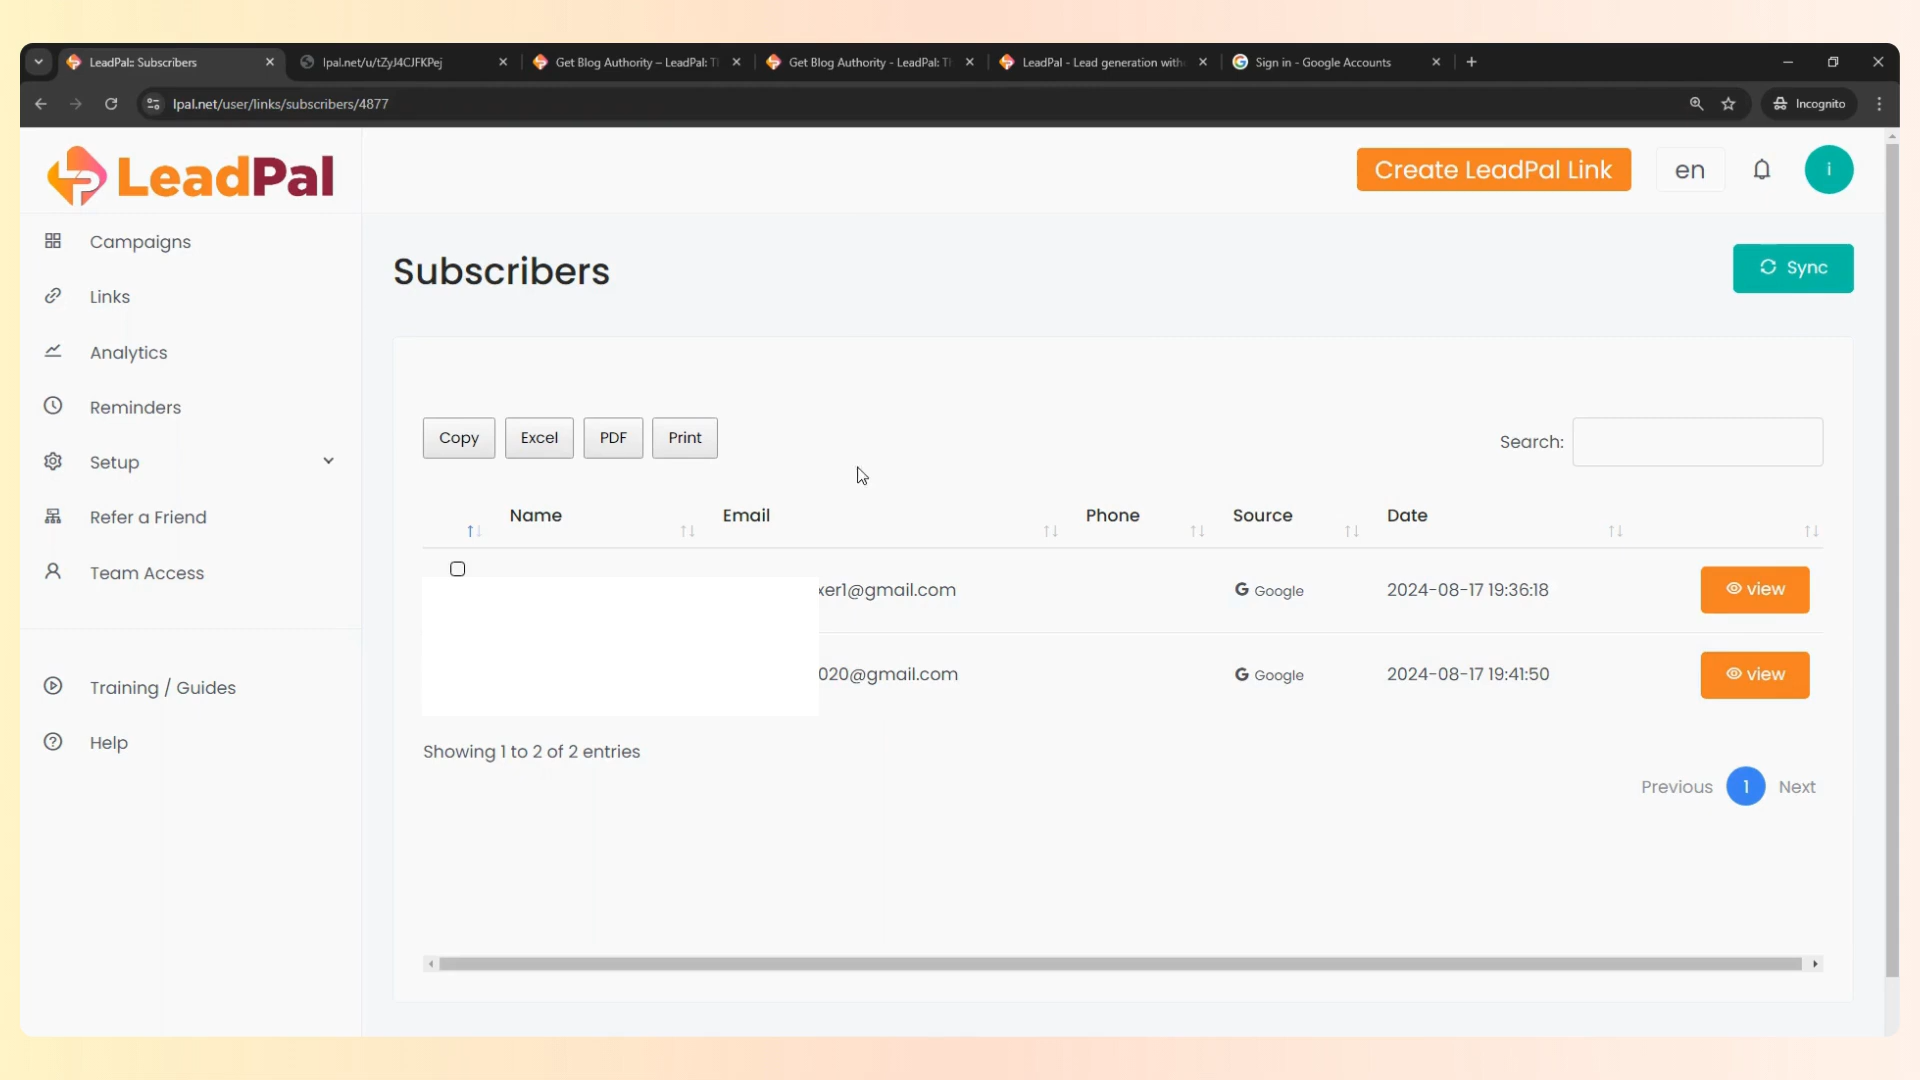 LeadPal:: Subscribers
lpal.net/u/tZyJ4CJFKPej
Get Blog Authority – LeadPal: T
Get Blog Authority - LeadPal: T
LeadPal - Lead generation with
Sign in - Google Accounts
lpal.net/user/links/subscribers/4877
Incognito
LeadPal
Create LeadPal Link
en
i
Campaigns
Links
Analytics
Reminders
Setup
Refer a Friend
Team Access
Training / Guides
Help
Subscribers
Sync
Copy Excel PDF Print
Search:
Name Email Phone Source Date
xer1@gmail.com G Google 2024-08-17 19:36:18 view
020@gmail.com G Google 2024-08-17 19:41:50 view
Showing 1 to 2 of 2 entries
Previous 1 Next